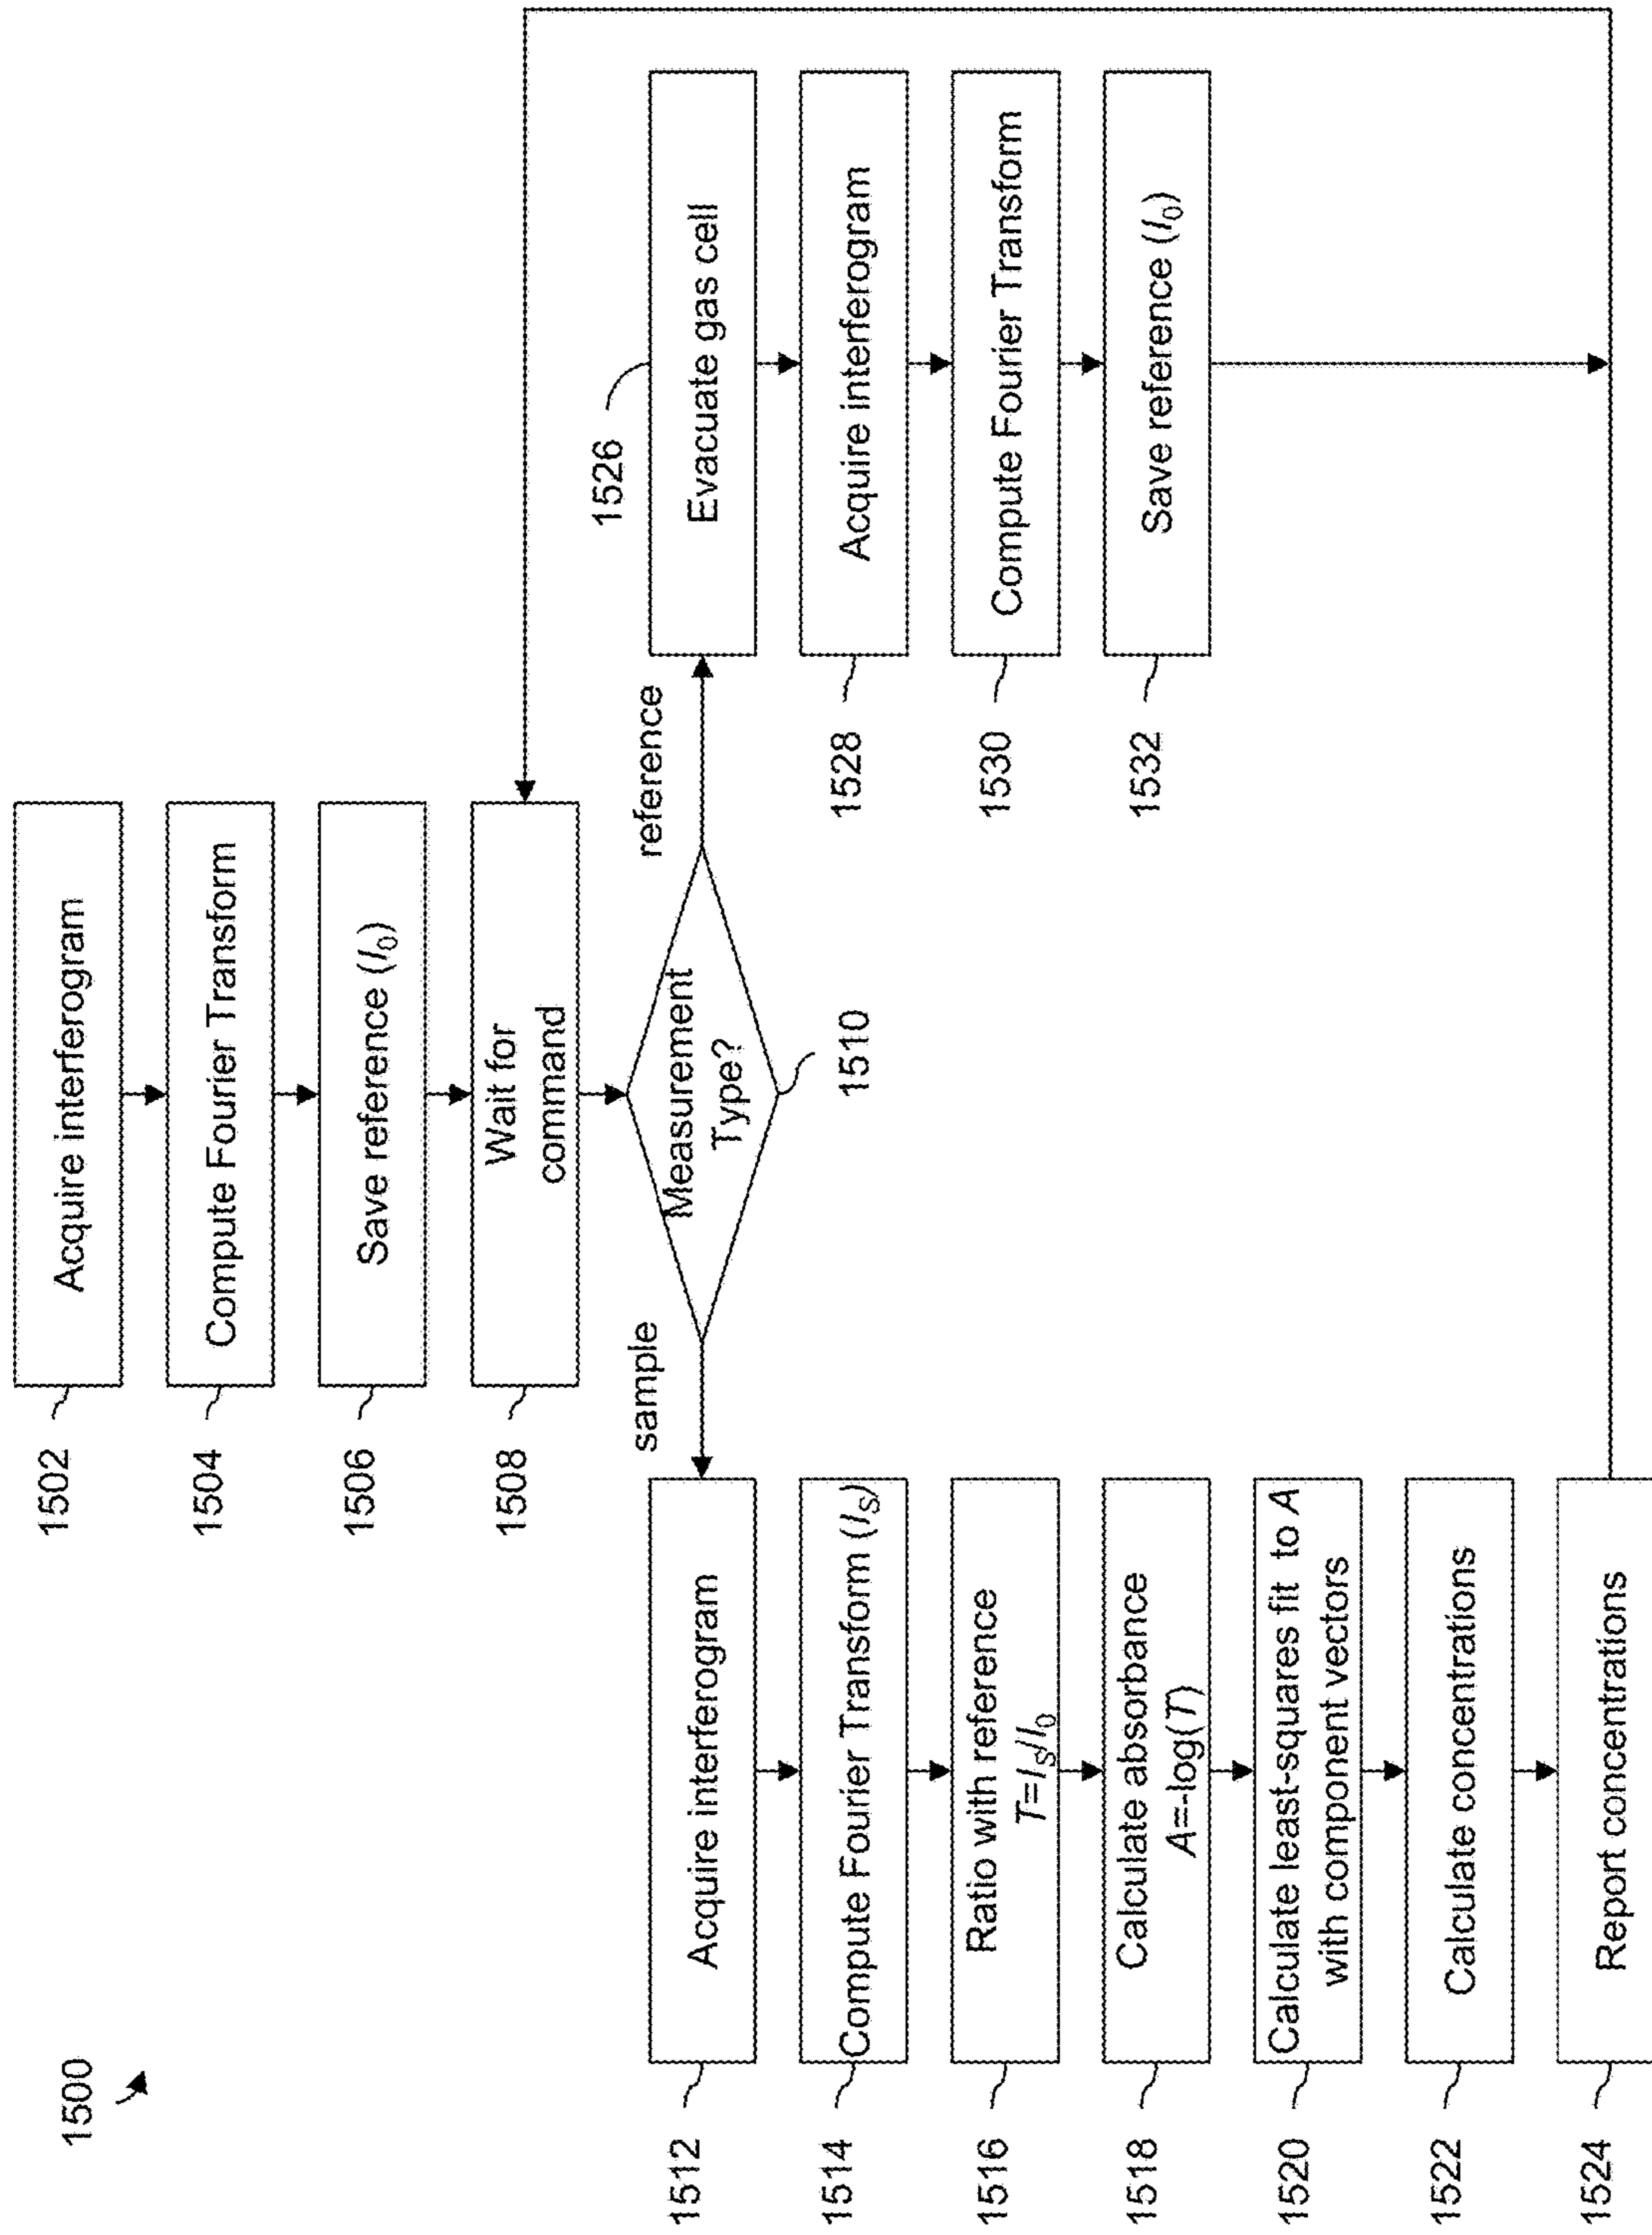 1500
1502
Acquire interferogram
1504
Compute Fourier Transform
1506
Save reference (I0)
1508
Wait for
command
Measurement
Type?
1510
sample
reference
1512
Acquire interferogram
1514
Compute Fourier Transform (IS)
1516
Ratio with reference
T=IS/I0
1518
Calculate absorbance
A=-log(T)
1520
Calculate least-squares fit to A
with component vectors
1522
Calculate concentrations
1524
Report concentrations
1526
Evacuate gas cell
1528
Acquire interferogram
1530
Compute Fourier Transform
1532
Save reference (I0)